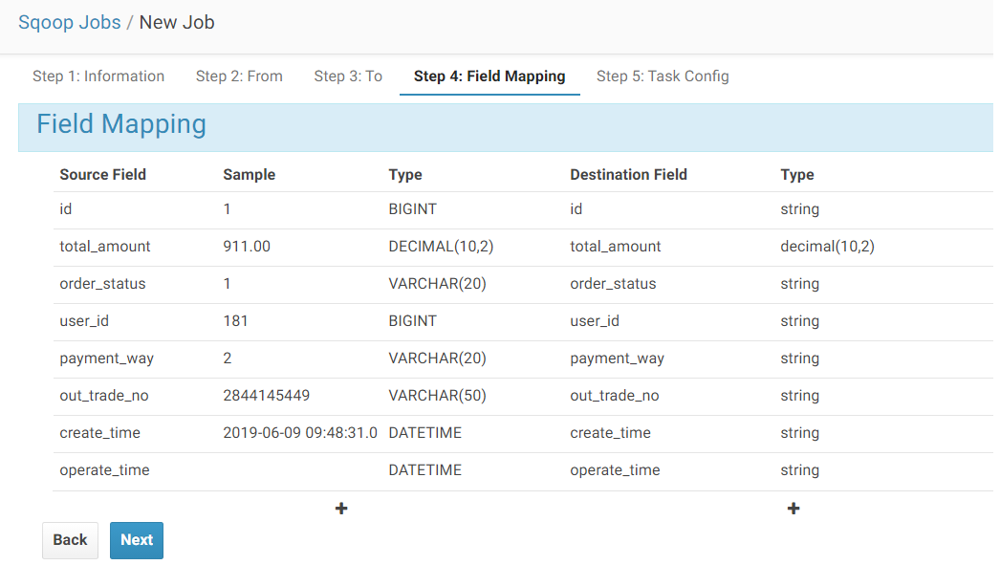 Sqoop Jobs / New Job
Step 1: Information Step 2: From Step 3: To Step 4: Field Mapping Step 5: Task Config
Field Mapping
Source Field Sample Type Destination Field Type
id 1 BIGINT id string
total_amount 911.00 DECIMAL(10,2) total_amount decimal(10,2)
order_status 1 VARCHAR(20) order_status string
user_id 181 BIGINT user_id string
payment_way 2 VARCHAR(20) payment_way string
out_trade_no 2844145449 VARCHAR(50) out_trade_no string
create_time 2019-06-09 09:48:31.0 DATETIME create_time string
operate_time DATETIME operate_time string
+ +
Back Next